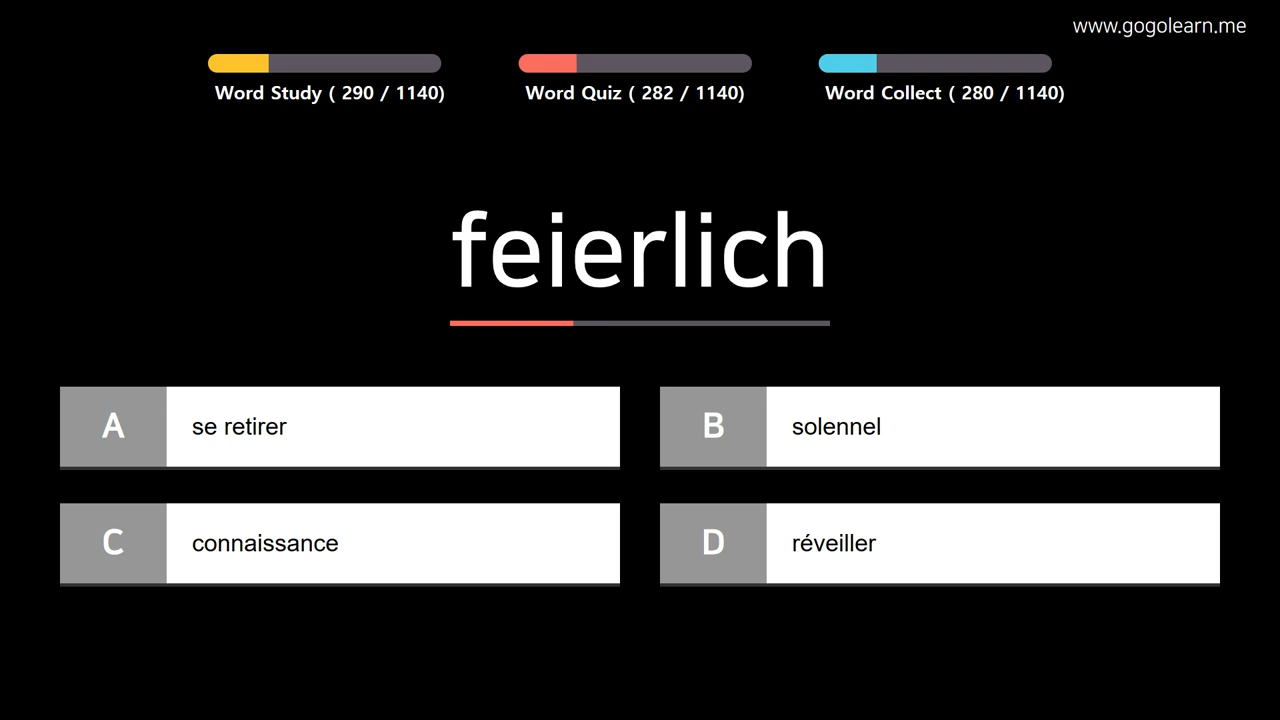 www.gogolearn.me
Word Study ( 290 / 1140)
Word Quiz ( 282 / 1140)
Word Collect ( 280 / 1140)
feierlich
A
se retirer
B
solennel
C
connaissance
D
réveiller